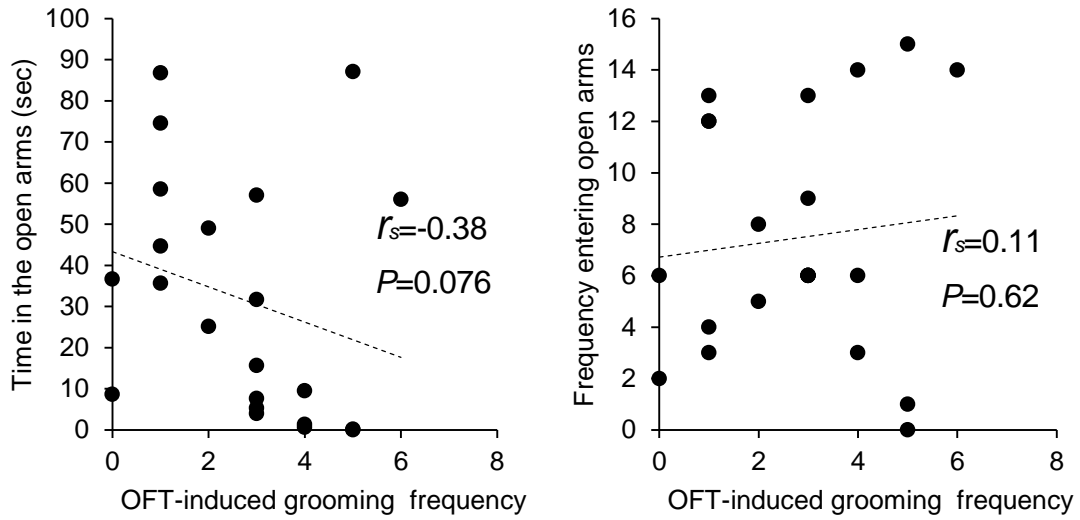 Time in the open arms (sec)
100
90
80
70
60
50
40
30
20
10
0
0 2 4 6 8
OFT-induced grooming frequency
rs=-0.38
P=0.076
Frequency entering open arms
16
14
12
10
8
6
4
2
0
0 2 4 6 8
OFT-induced grooming frequency
rs=0.11
P=0.62